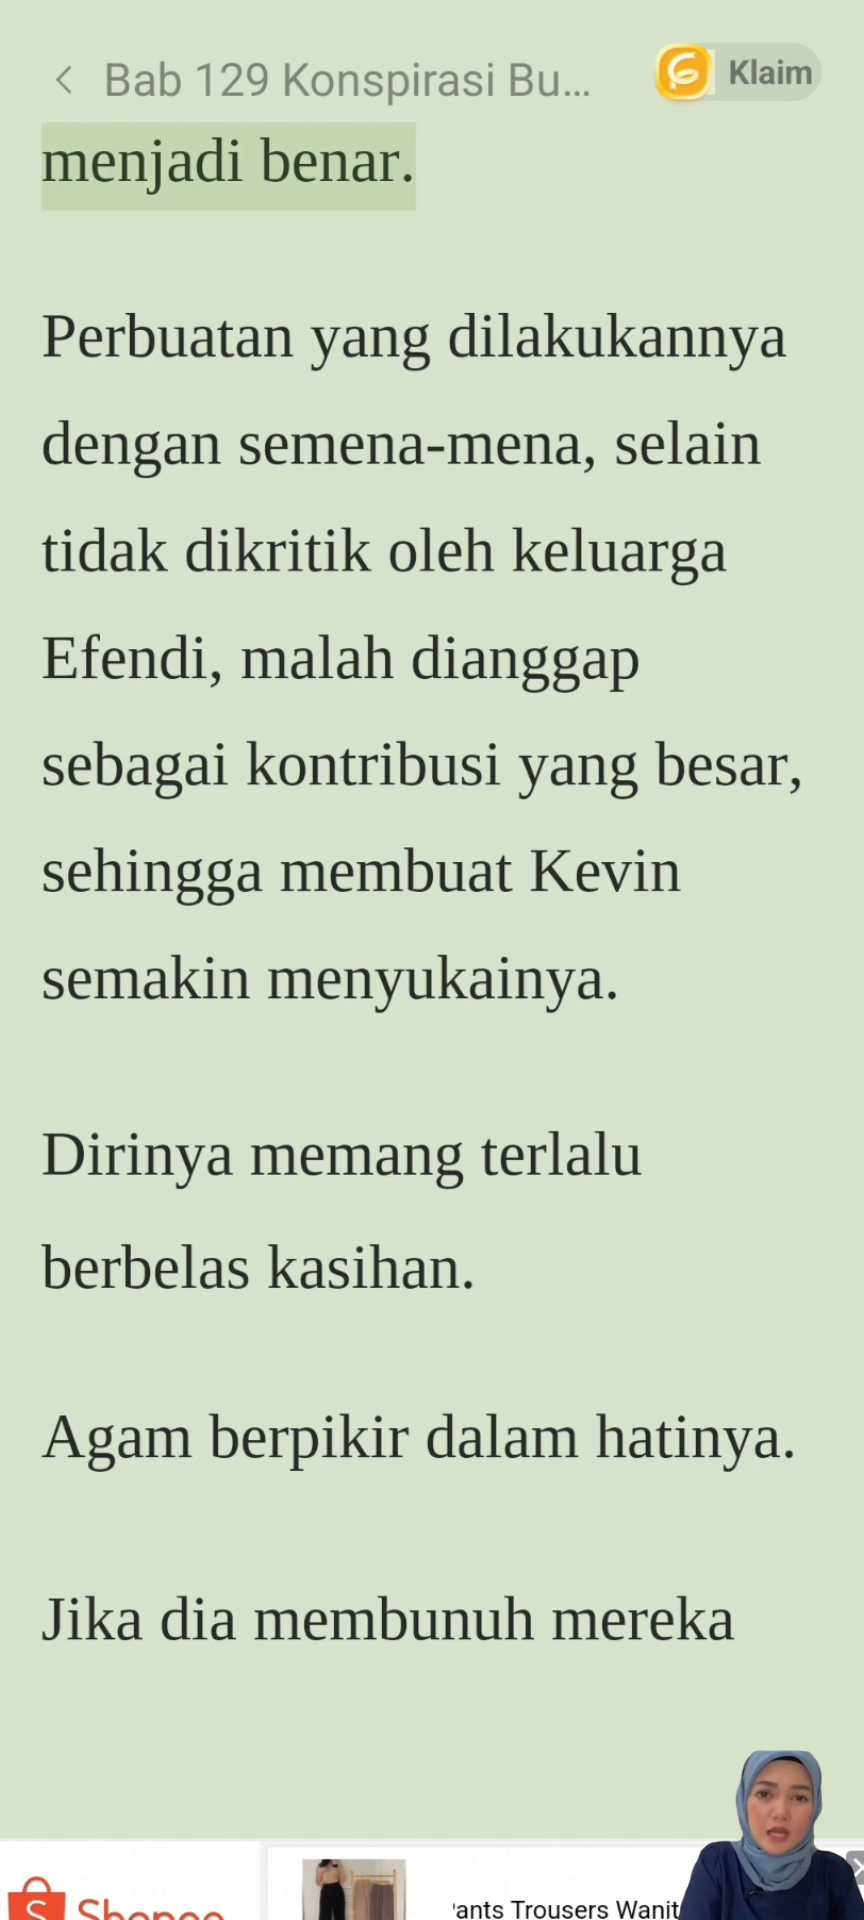 Bab 129 Konspirasi Bu...
Klaim
menjadi benar.
Perbuatan yang dilakukannya
dengan semena-mena, selain
tidak dikritik oleh keluarga
Efendi, malah dianggap
sebagai kontribusi yang besar,
sehingga membuat Kevin
semakin menyukainya.
Dirinya memang terlalu
berbelas kasihan.
Agam berpikir dalam hatinya.
Jika dia membunuh mereka
Shopee
Trousers Wanit